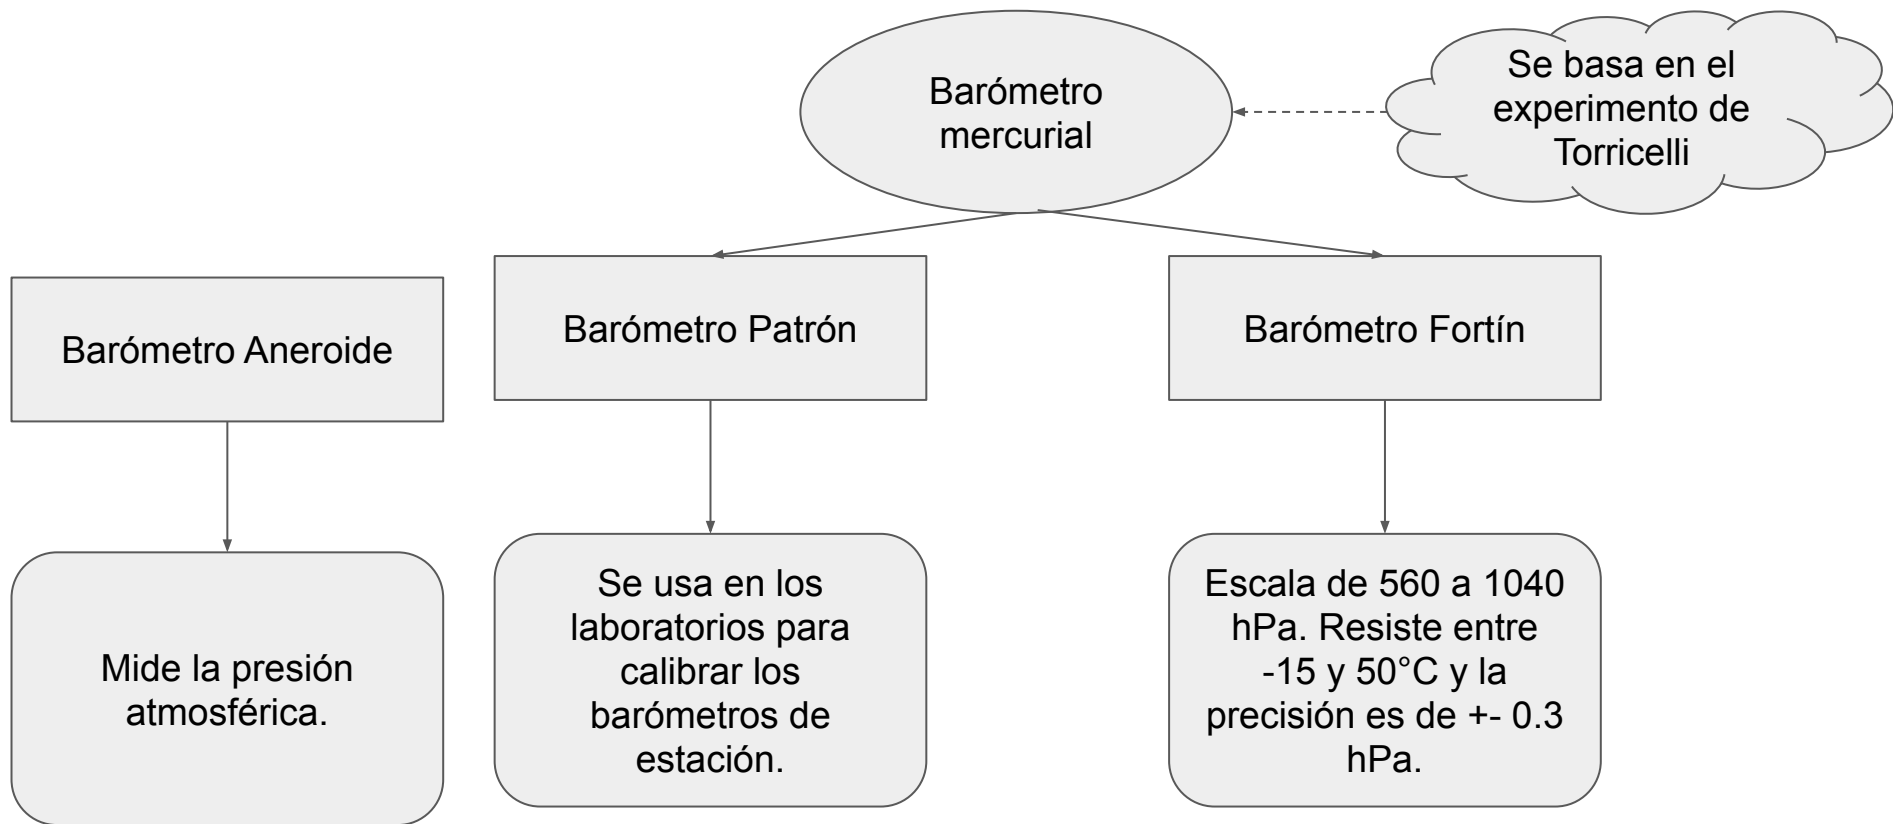 Barómetro
mercurial
Se basa en el
experimento de
Torricelli
Barómetro Aneroide
Barómetro Patrón
Barómetro Fortín
Mide la presión
atmosférica.
Se usa en los
laboratorios para
calibrar los
barómetros de
estación.
Escala de 560 a 1040
hPa. Resiste entre
-15 y 50°C y la
precisión es de +- 0.3
hPa.